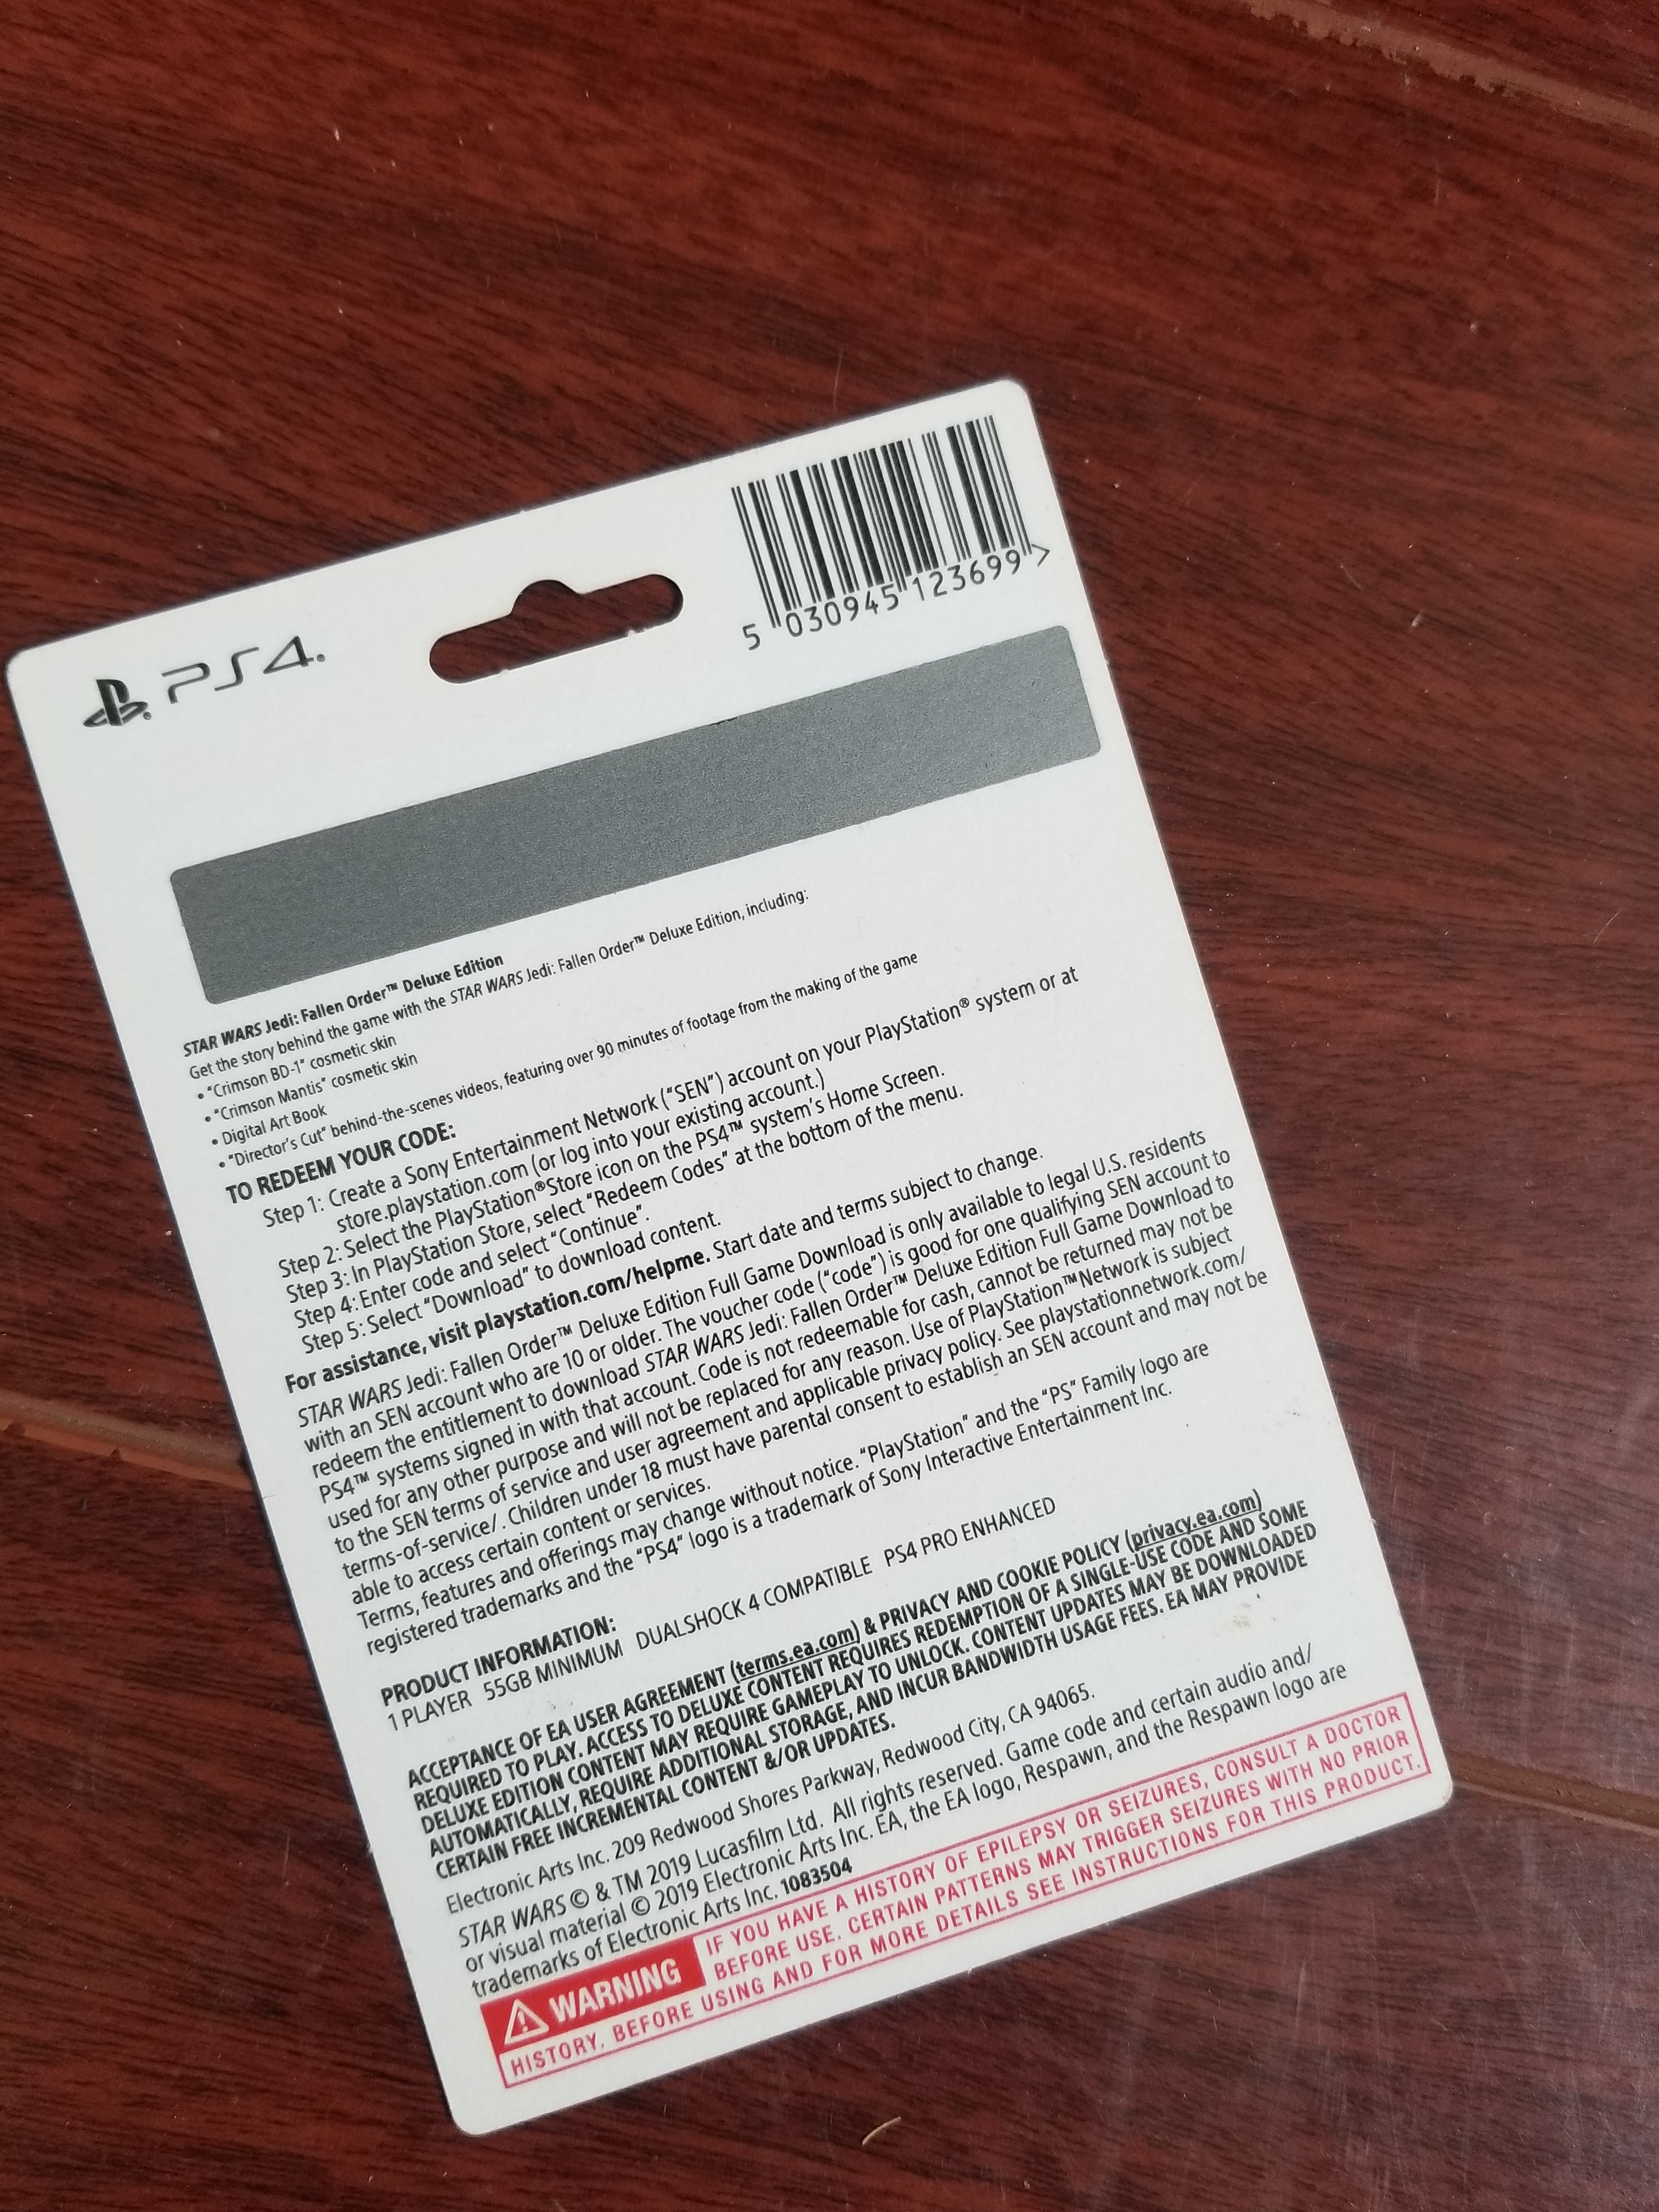 PS4
5 030945 123699 >
STAR WARS Jedi: Fallen Order™ Deluxe Edition
Get the story behind the game with the STAR WARS Jedi: Fallen Order™ Deluxe Edition, including:
• "Crimson BD-1" cosmetic skin
• "Crimson Mantis" cosmetic skin
• Digital Art Book
• "Director's Cut" behind-the-scenes videos, featuring over 90 minutes of footage from the making of the game
TO REDEEM YOUR CODE:
Step 1: Create a Sony Entertainment Network ("SEN") account on your PlayStation® system or at
store.playstation.com (or log into your existing account.)
Step 2: Select the PlayStation®Store icon on the PS4™ system's Home Screen.
Step 3: In PlayStation Store, select "Redeem Codes" at the bottom of the menu.
Step 4: Enter code and select "Continue".
Step 5: Select "Download" to download content.
For assistance, visit playstation.com/helpme. Start date and terms subject to change.
STAR WARS Jedi: Fallen Order™ Deluxe Edition Full Game Download is only available to legal U.S. residents
with an SEN account who are 10 or older. The voucher code ("code") is good for one qualifying SEN account to
redeem the entitlement to download STAR WARS Jedi: Fallen Order™ Deluxe Edition Full Game Download to
PS4™ systems signed in with that account. Code is not redeemable for cash, cannot be returned may not be
used for any other purpose and will not be replaced for any reason. Use of PlayStation™Network is subject
to the SEN terms of service and user agreement and applicable privacy policy. See playstationnetwork.com/
terms-of-service/. Children under 18 must have parental consent to establish an SEN account and may not be
able to access certain content or services.
Terms, features and offerings may change without notice. "PlayStation" and the "PS" Family logo are
registered trademarks and the "PS4" logo is a trademark of Sony Interactive Entertainment Inc.
PRODUCT INFORMATION:
1 PLAYER 55GB MINIMUM DUALSHOCK 4 COMPATIBLE PS4 PRO ENHANCED
ACCEPTANCE OF EA USER AGREEMENT (terms.ea.com) & PRIVACY AND COOKIE POLICY (privacy.ea.com)
REQUIRED TO PLAY. ACCESS TO DELUXE CONTENT REQUIRES REDEMPTION OF A SINGLE-USE CODE AND SOME
DELUXE EDITION CONTENT MAY REQUIRE GAMEPLAY TO UNLOCK. CONTENT UPDATES MAY BE DOWNLOADED
AUTOMATICALLY, REQUIRE ADDITIONAL STORAGE, AND INCUR BANDWIDTH USAGE FEES. EA MAY PROVIDE
CERTAIN FREE INCREMENTAL CONTENT &/OR UPDATES.
Electronic Arts Inc. 209 Redwood Shores Parkway, Redwood City, CA 94065.
STAR WARS © & TM 2019 Lucasfilm Ltd. All rights reserved. Game code and certain audio and/
or visual material © 2019 Electronic Arts Inc. EA, the EA logo, Respawn, and the Respawn logo are
trademarks of Electronic Arts Inc. 1083504
WARNING IF YOU HAVE A HISTORY OF EPILEPSY OR SEIZURES, CONSULT A DOCTOR
BEFORE USE. CERTAIN PATTERNS MAY TRIGGER SEIZURES WITH NO PRIOR
HISTORY. BEFORE USING AND FOR MORE DETAILS SEE INSTRUCTIONS FOR THIS PRODUCT.